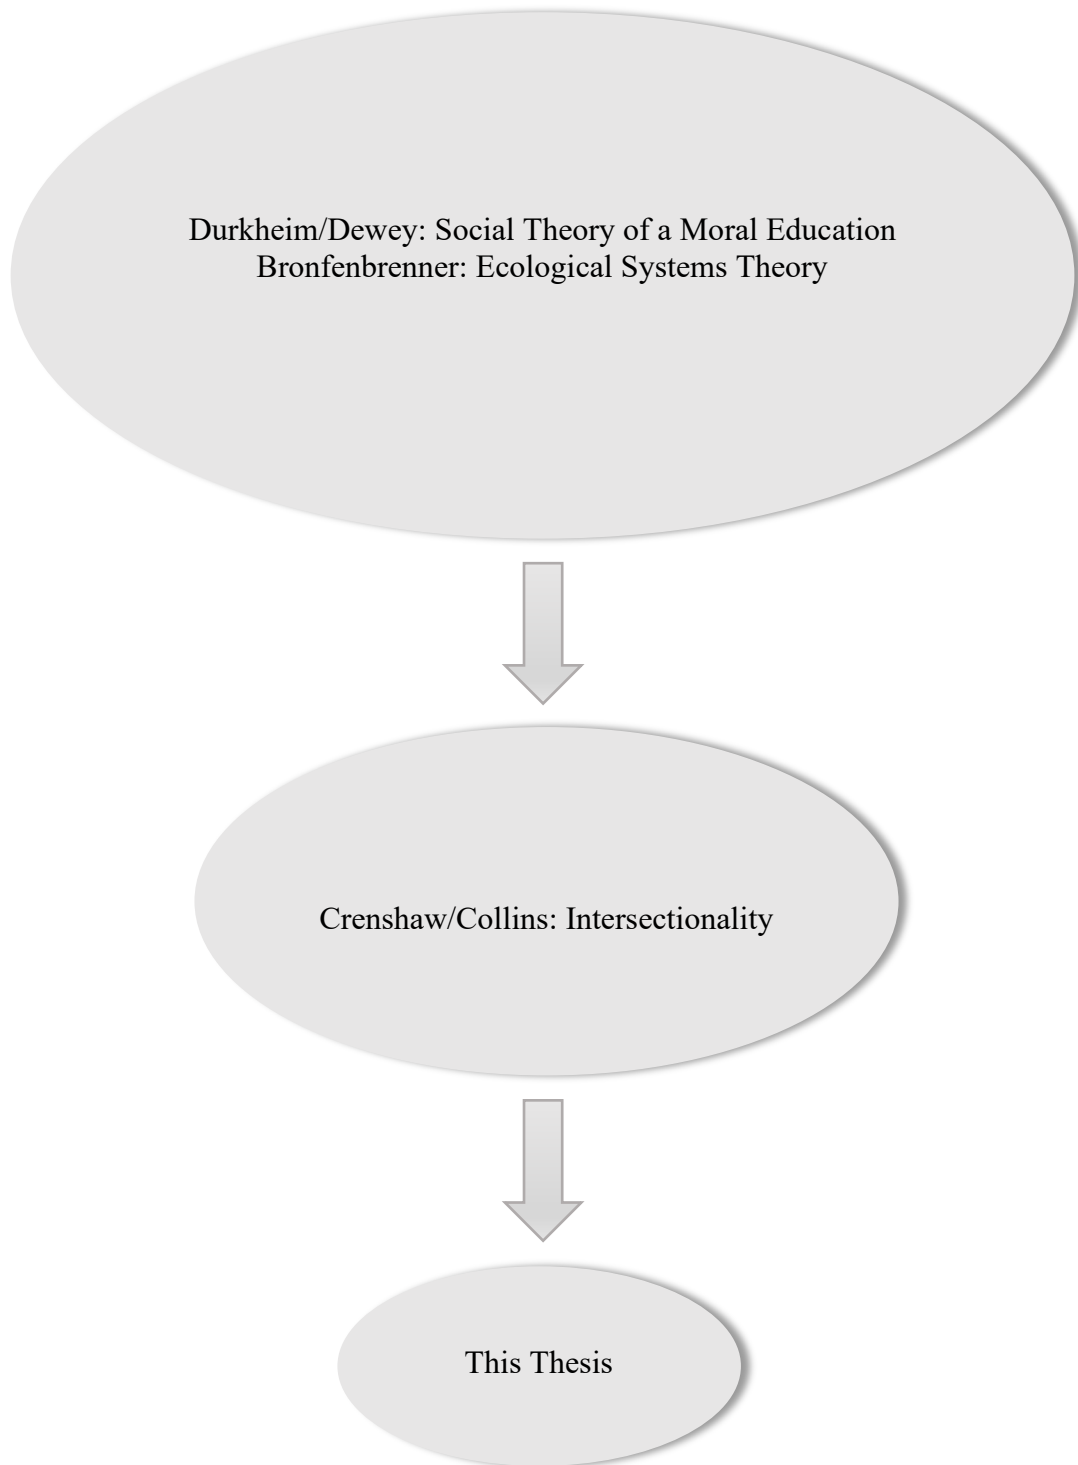 Durkheim/Dewey: Social Theory of a Moral Education
Bronfenbrenner: Ecological Systems Theory
Crenshaw/Collins: Intersectionality
This Thesis